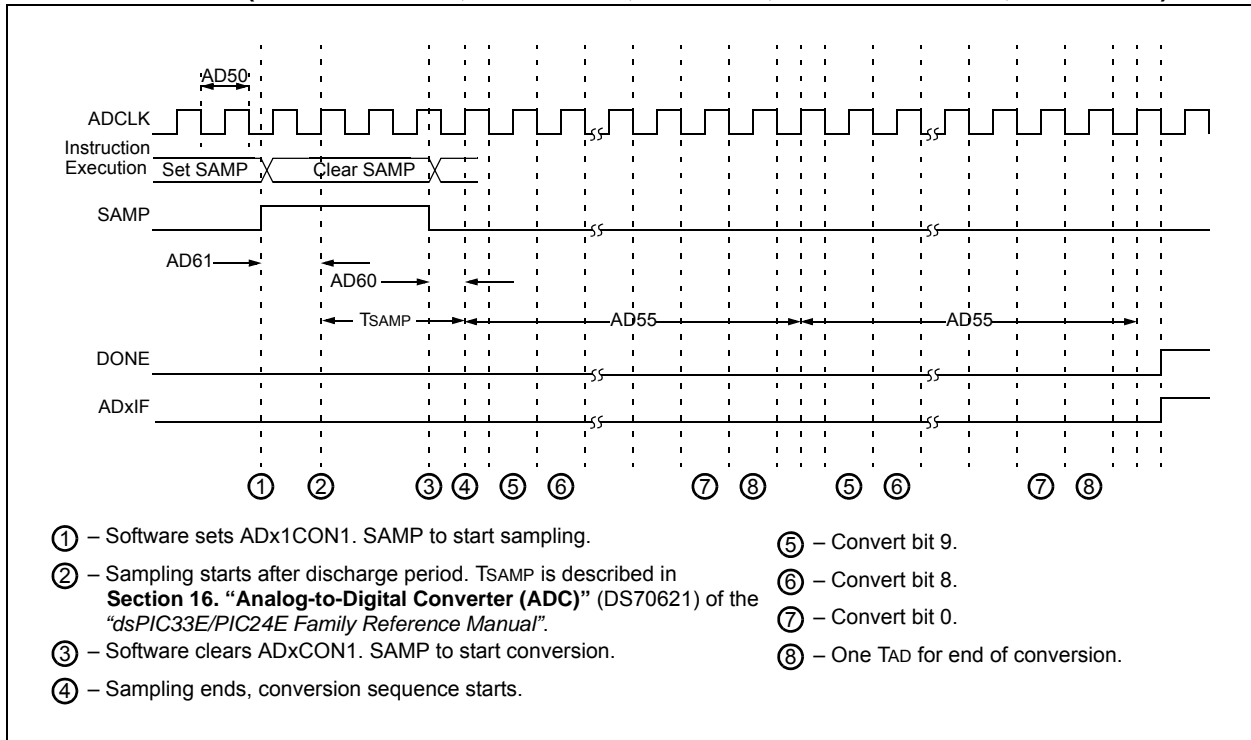 AD50
ADCLK
Instruction
Execution
Set SAMP
Clear SAMP
SAMP
AD61
AD60
TSAMP
AD55
AD55
DONE
ADxIF
1 2 3 4 5 6 7 8 5 6 7 8
1 – Software sets ADx1CON1. SAMP to start sampling.
2 – Sampling starts after discharge period. TSAMP is described in
Section 16. “Analog-to-Digital Converter (ADC)” (DS70621) of the
“dsPIC33E/PIC24E Family Reference Manual”.
3 – Software clears ADxCON1. SAMP to start conversion.
4 – Sampling ends, conversion sequence starts.
5 – Convert bit 9.
6 – Convert bit 8.
7 – Convert bit 0.
8 – One TAD for end of conversion.